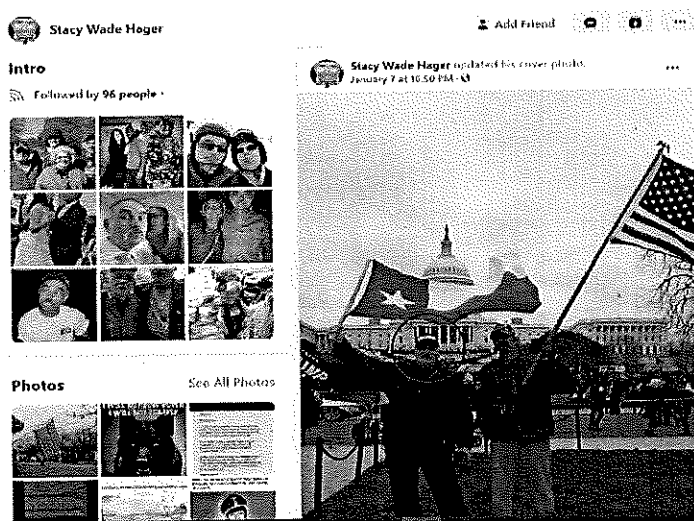 Stacy Wade Hager
Add Friend
Intro
Followed by 96 people
Stacy Wade Hager updated his cover photo.
January 7 at 10:50 PM
Photos
See All Photos